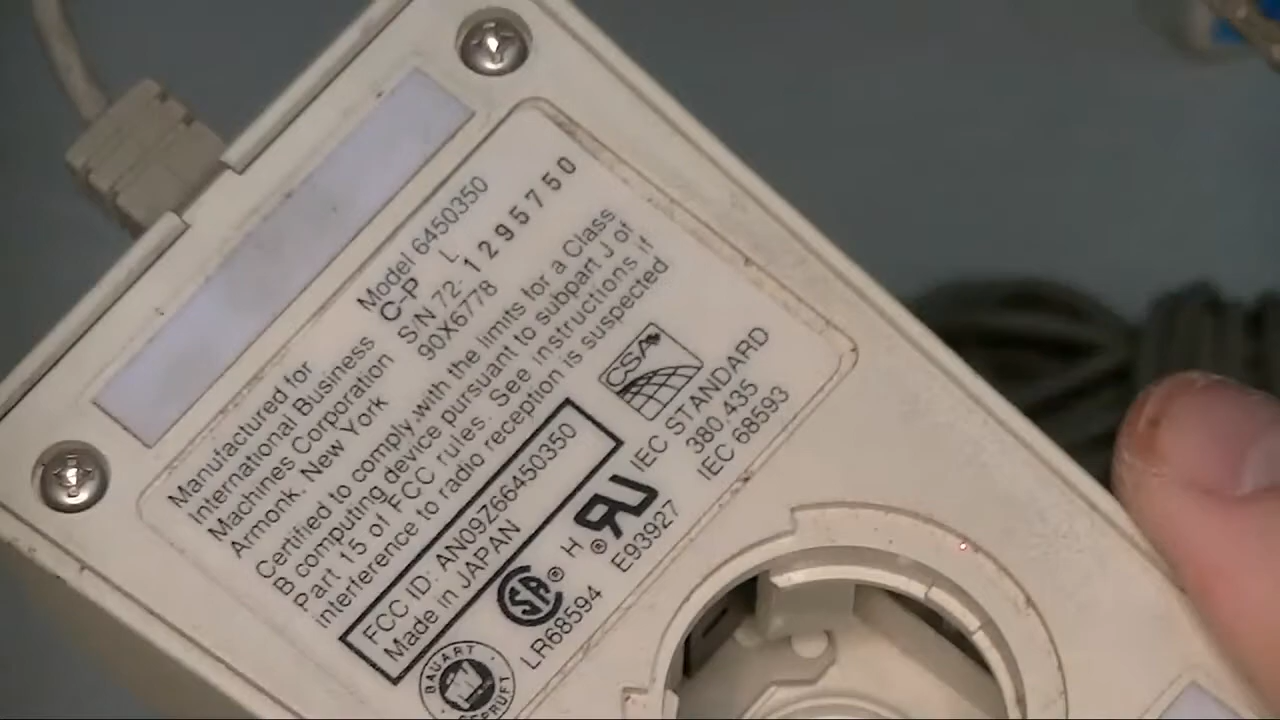 Manufactured for
International Business
Machines Corporation
Armonk, New York
Model 6450350
C-P L
S/N 72-1295750
90X6778
Certified to comply with the limits for a Class
B computing device pursuant to subpart J of
Part 15 of FCC rules. See instructions if
interference to radio reception is suspected
FCC ID: AN09Z66450350
Made in JAPAN
CSA
IEC STANDARD
380,435
IEC 68593
H
E93927
SA
LR68594
BAUART
GEPRÜFT